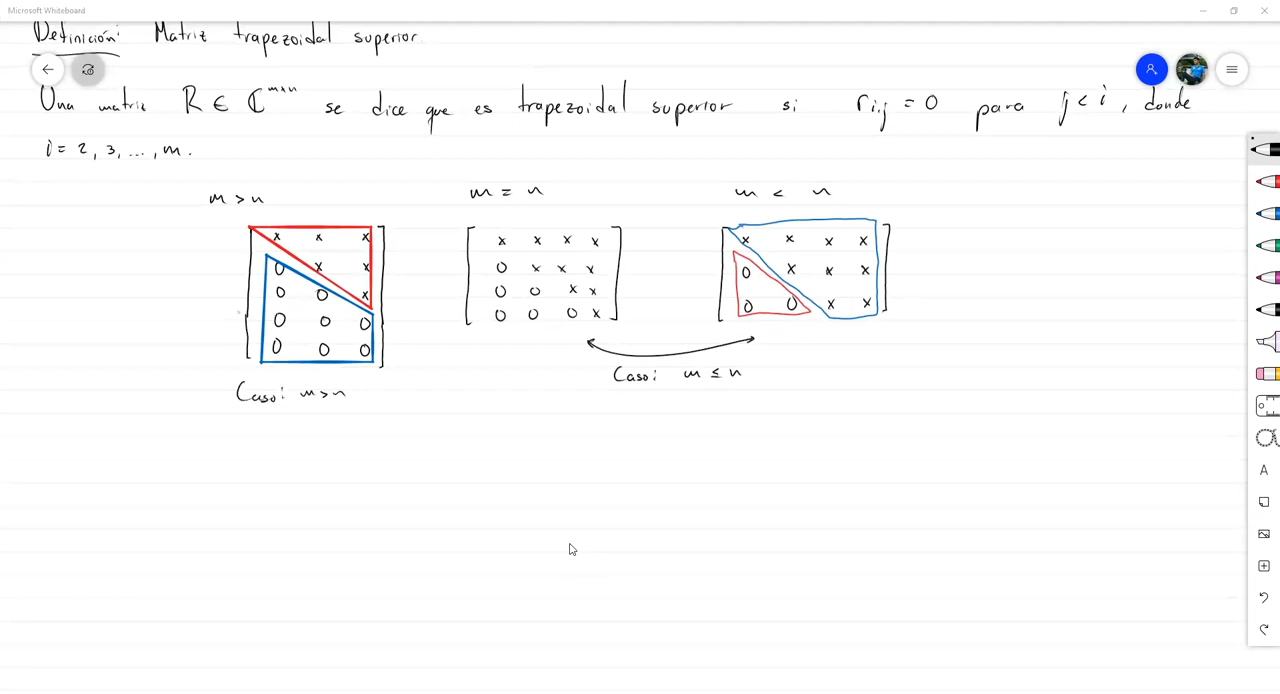 Microsoft Whiteboard
Definición: Matriz trapezoidal superior.
Una matriz R ∈ ℂ^{m×n} se dice que es trapezoidal superior si r_{ij} = 0 para j < i, donde
i = 2, 3, ..., m.
m > n
x x x
0 x x
0 0 x
0 0 0
0 0 0
Caso: m > n
m = n
x x x x
0 x x x
0 0 x x
0 0 0 x
m < n
x x x x
0 x x x
0 0 x x
Caso: m ≤ n
A